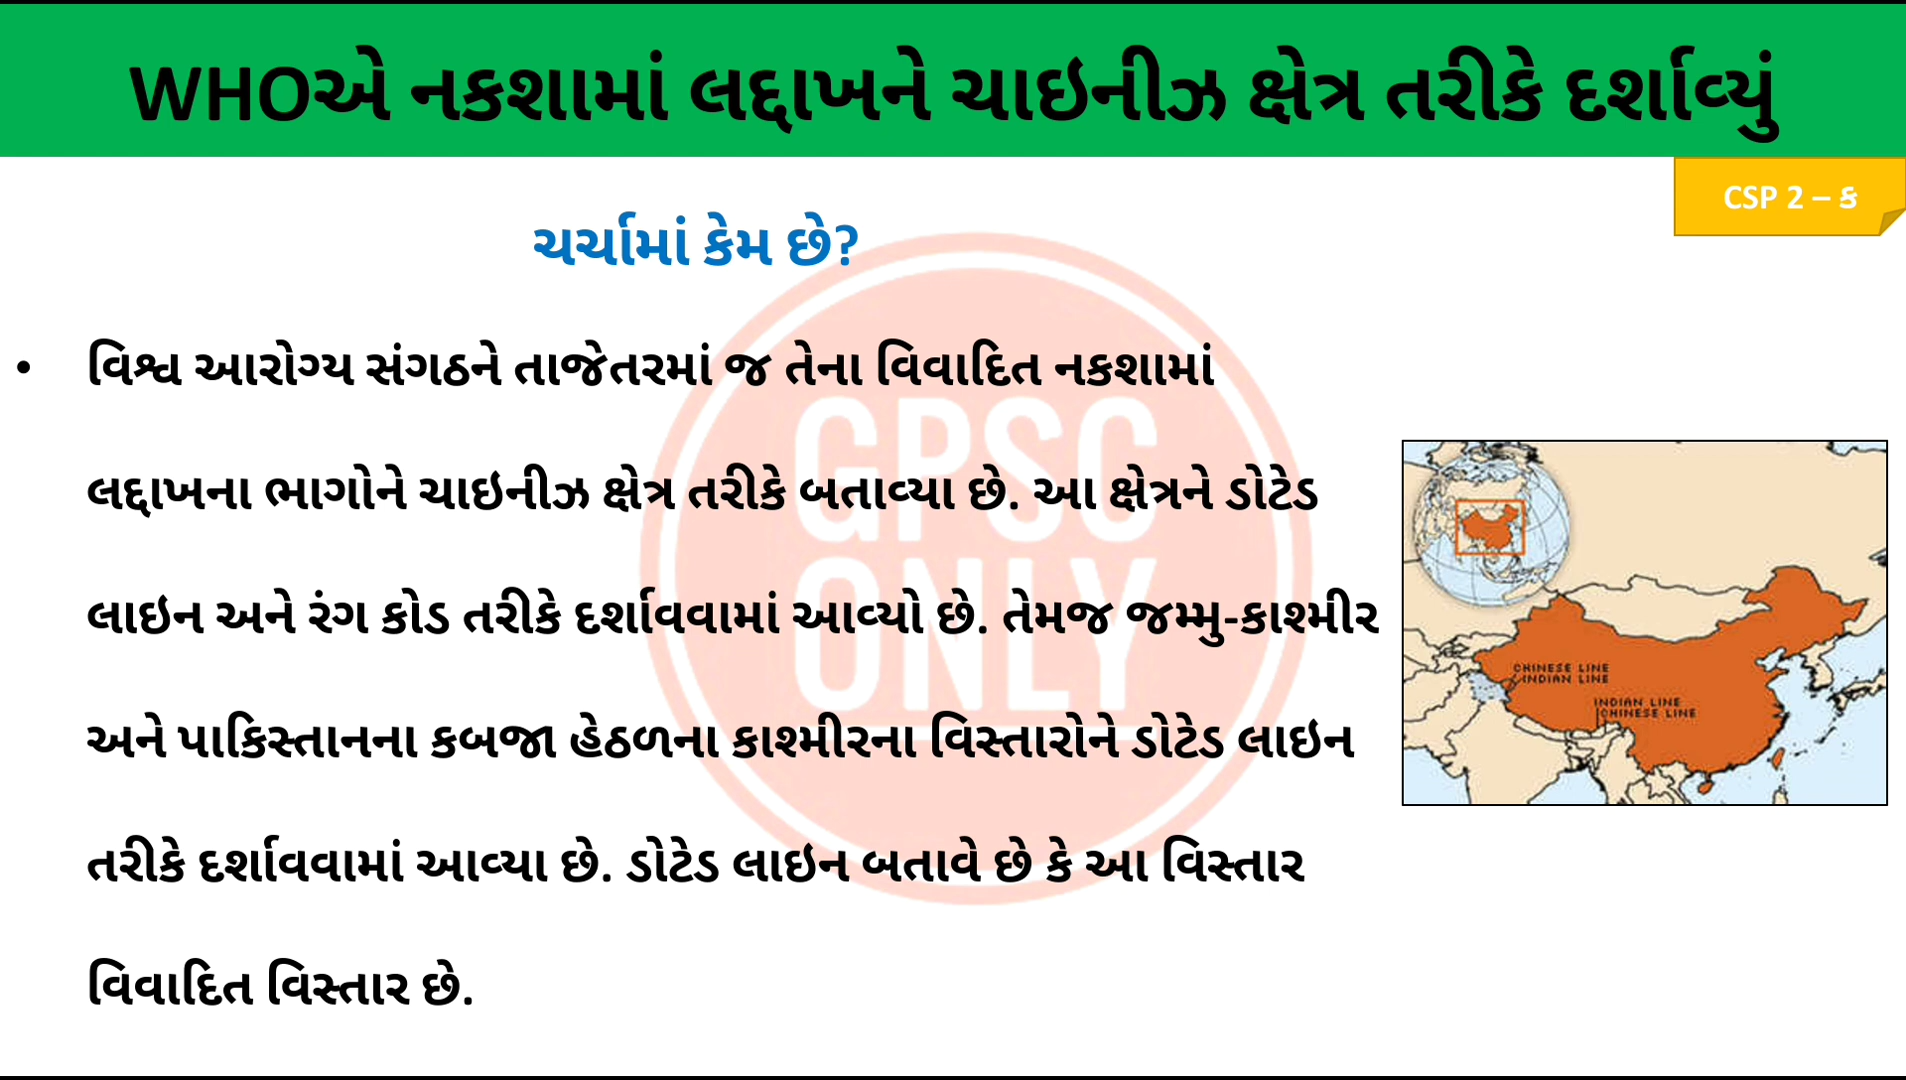 WHOએ નકશામાં લદ્દાખને ચાઇનીઝ ક્ષેત્ર તરીકે દર્શાવ્યું
CSP 2 – ક
ચર્ચામાં કેમ છે?
• વિશ્વ આરોગ્ય સંગઠને તાજેતરમાં જ તેના વિવાદિત નકશામાં
લદ્દાખના ભાગોને ચાઇનીઝ ક્ષેત્ર તરીકે બતાવ્યા છે. આ ક્ષેત્રને ડોટેડ
લાઇન અને રંગ કોડ તરીકે દર્શાવવામાં આવ્યો છે. તેમજ જમ્મુ-કાશ્મીર
અને પાકિસ્તાનના કબજા હેઠળના કાશ્મીરના વિસ્તારોને ડોટેડ લાઇન
તરીકે દર્શાવવામાં આવ્યા છે. ડોટેડ લાઇન બતાવે છે કે આ વિસ્તાર
વિવાદિત વિસ્તાર છે.
GPSC
ONLY
CHINESE LINE
INDIAN LINE
INDIAN LINE
CHINESE LINE